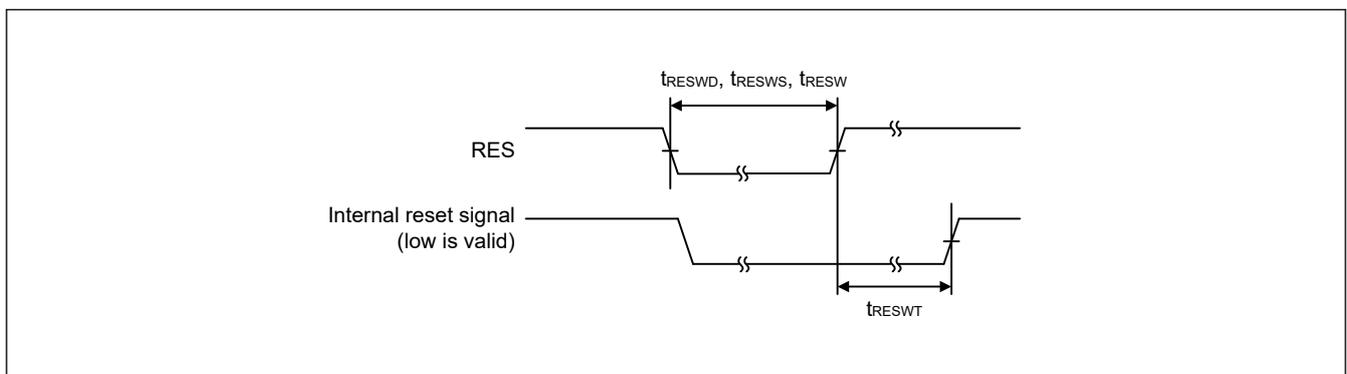 tRESWD, tRESWS, tRESW
RES
Internal reset signal
(low is valid)
tRESWT